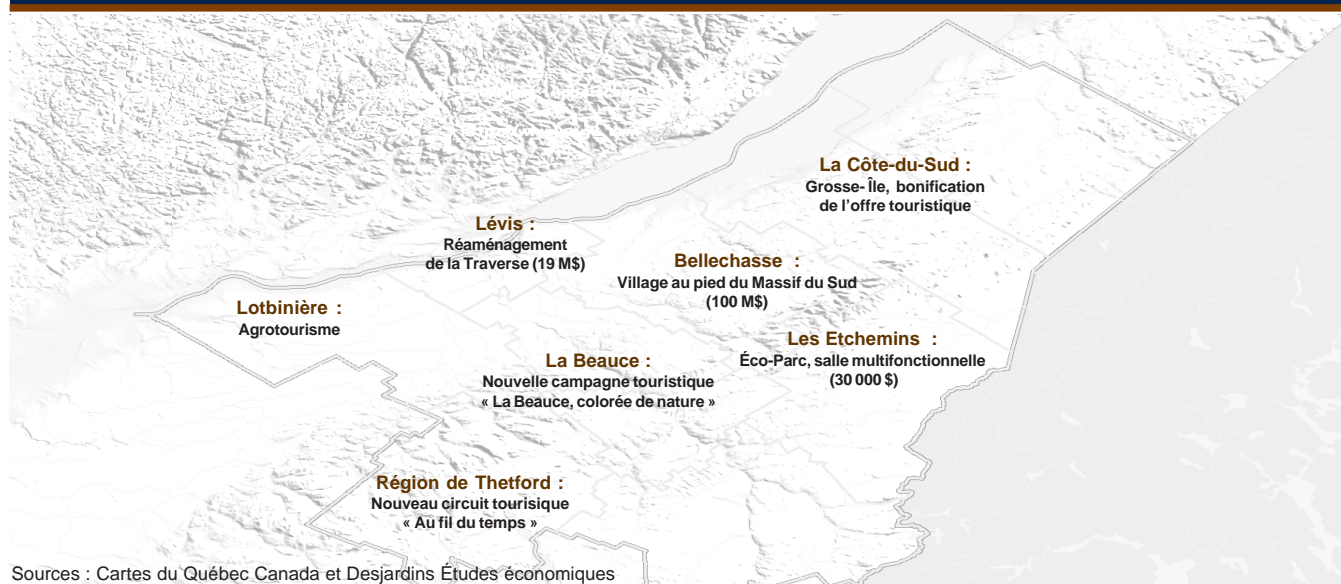 La Côte-du-Sud :
Grosse- Île, bonification
de l'offre touristique
Lévis :
Réaménagement
de la Traverse (19 M$)
Bellechasse :
Village au pied du Massif du Sud
(100 M$)
Lotbinière :
Agrotourisme
Les Etchemins :
Éco-Parc, salle multifonctionnelle
(30 000 $)
La Beauce :
Nouvelle campagne touristique
« La Beauce, colorée de nature »
Région de Thetford :
Nouveau circuit tourisique
« Au fil du temps »
Sources : Cartes du Québec Canada et Desjardins Études économiques